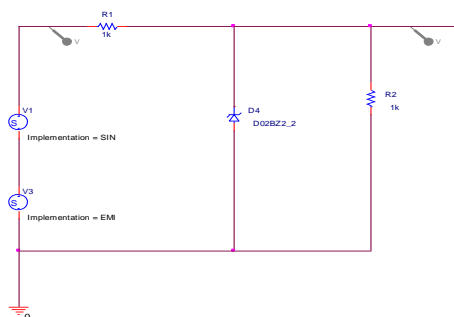 R1
1k
V
V
D4
D02BZ2_2
R2
1k
V1
S
Implementation = SIN
V3
S
Implementation = EMI
0